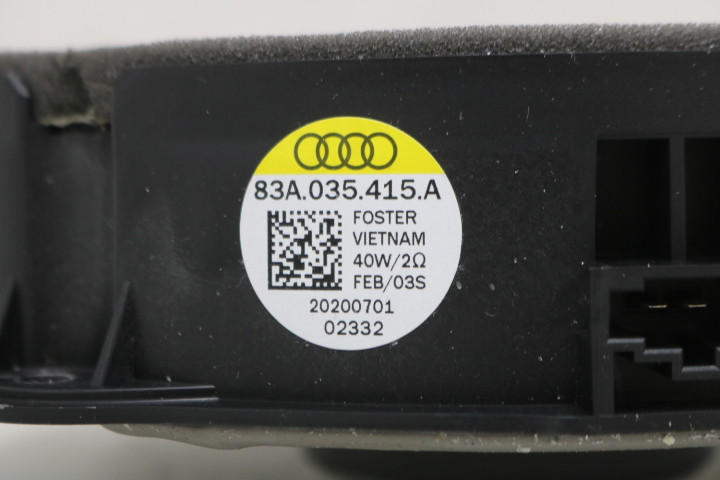 83A.035.415.A
FOSTER
VIETNAM
40W/2Ω
FEB/03S
20200701
02332